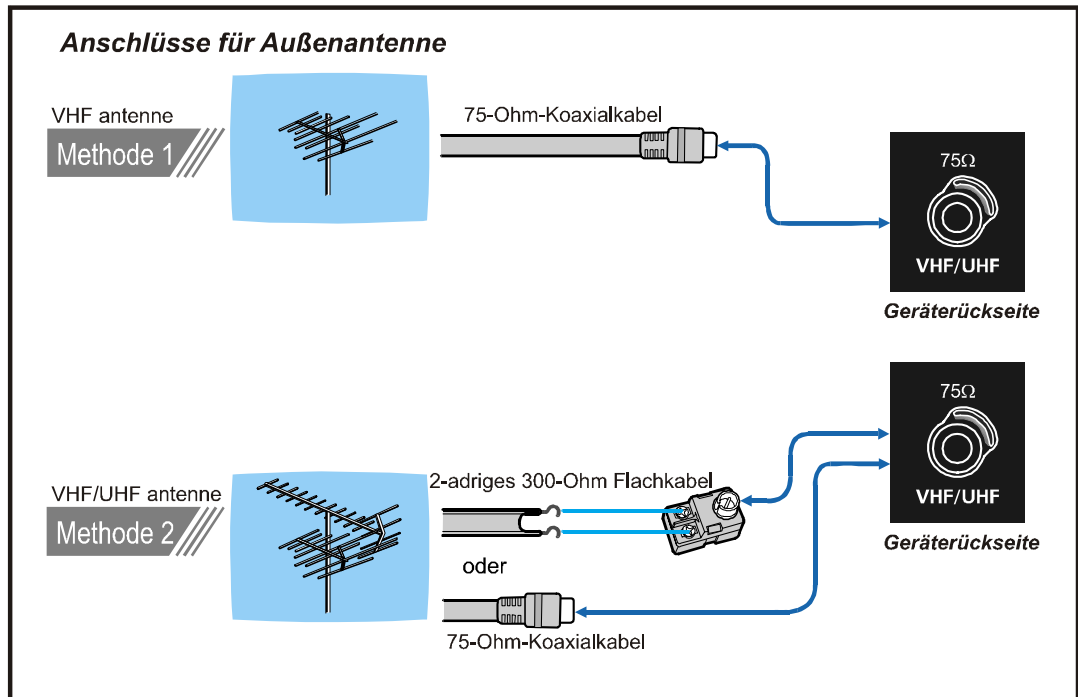 Anschlüsse für Außenantenne
VHF antenne
Methode 1
75-Ohm-Koaxialkabel
75Ω
VHF/UHF
Geräterückseite
VHF/UHF antenne
Methode 2
2-adriges 300-Ohm Flachkabel
oder
75-Ohm-Koaxialkabel
75Ω
VHF/UHF
Geräterückseite